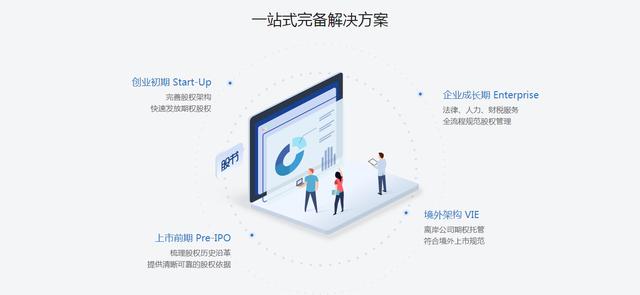 一站式完备解决方案
创业初期 Start-Up
完善股权架构
快速发放期权股权
企业成长期 Enterprise
法律、人力、财税服务
全流程规范股权管理
股书
上市前期 Pre-IPO
梳理股权历史沿革
提供清晰可靠的股权依据
境外架构 VIE
离岸公司期权托管
符合境外上市规范